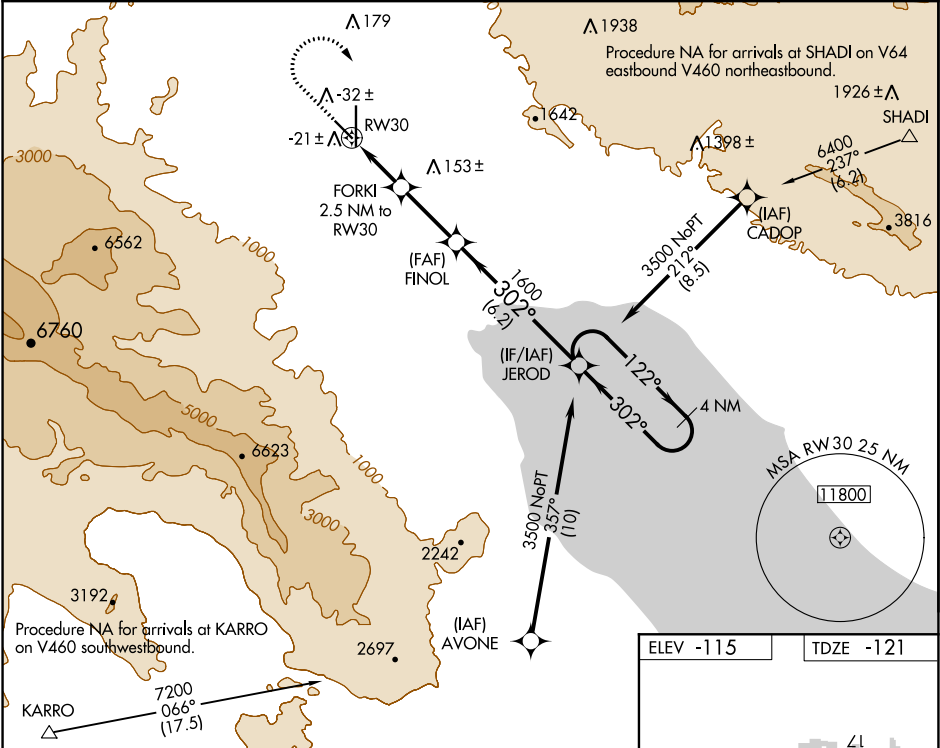 179
1938
Procedure NA for arrivals at SHADI on V64
eastbound V460 northeastbound.
-32 ±
1926 ±
1642
SHADI
RW30
-21 ±
1398 ±
6400
237°
(6.2)
3000
153 ±
FORKI
2.5 NM to
RW30
(IAF)
CADOP
3816
6562
1000
(FAF)
FINOL
3500 NoPT
212°
(8.5)
1600
302°
(6.2)
6760
(IF/IAF)
JEROD
122°
302°
4 NM
5000
6623
1000
MSA RW30 25 NM
11800
3000
3500 NoPT
357°
(10)
2242
3192
Procedure NA for arrivals at KARRO
on V460 southwestbound.
(IAF)
AVONE
2697
ELEV -115
TDZE -121
7200
066°
(17.5)
KARRO
41